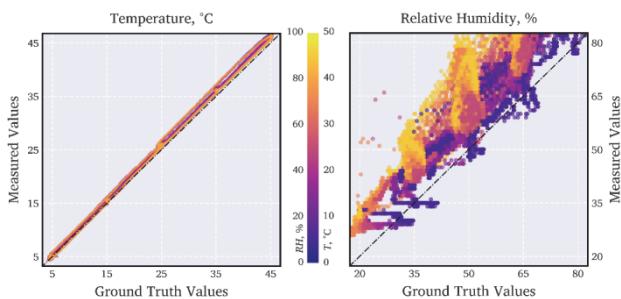 Temperature, °C
Relative Humidity, %
45
35
25
15
5
Measured Values
5 15 25 35 45
Ground Truth Values
100 50
80 40
60 30
40 20
20 10
0 0
RH, %
T, °C
20 35 50 65 80
Ground Truth Values
80
65
50
35
20
Measured Values